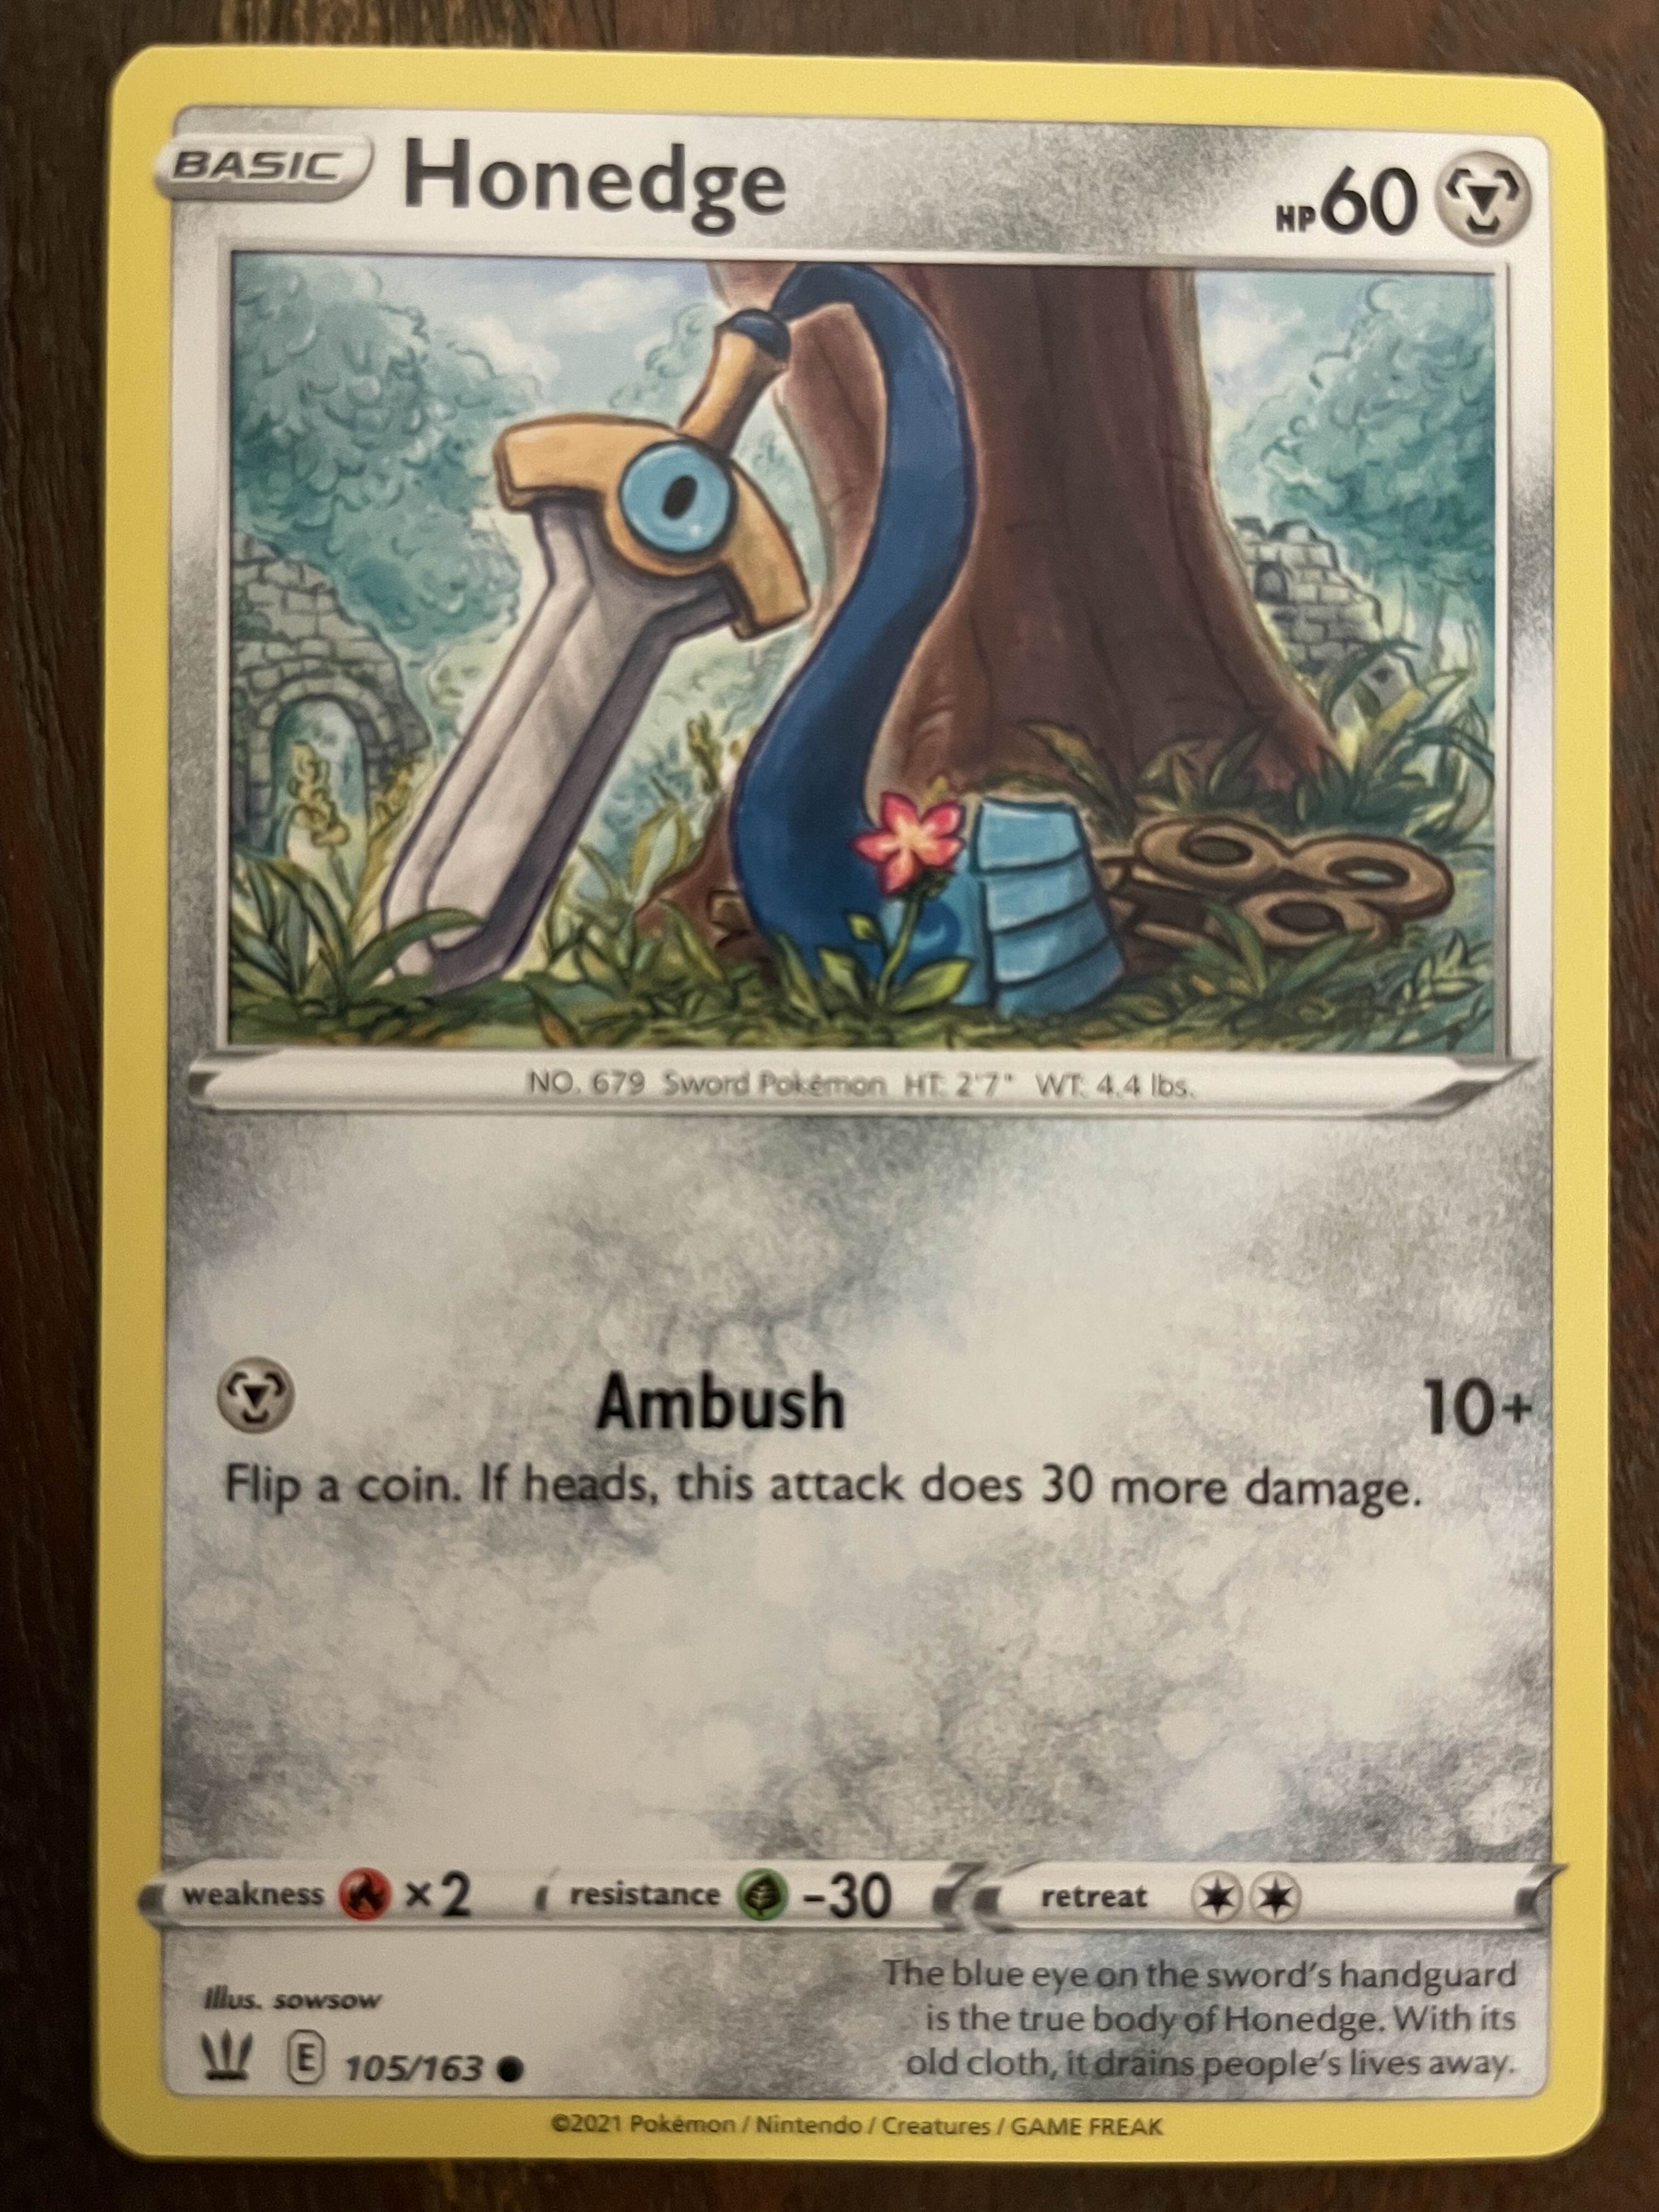 BASIC Honedge HP 60
NO. 679 Sword Pokémon HT: 2'7" WT: 4.4 lbs.
Ambush 10+
Flip a coin. If heads, this attack does 30 more damage.
weakness ×2 resistance -30 retreat
Illus. sowsow
The blue eye on the sword's handguard
is the true body of Honedge. With its
old cloth, it drains people's lives away.
E 105/163
©2021 Pokémon / Nintendo / Creatures / GAME FREAK